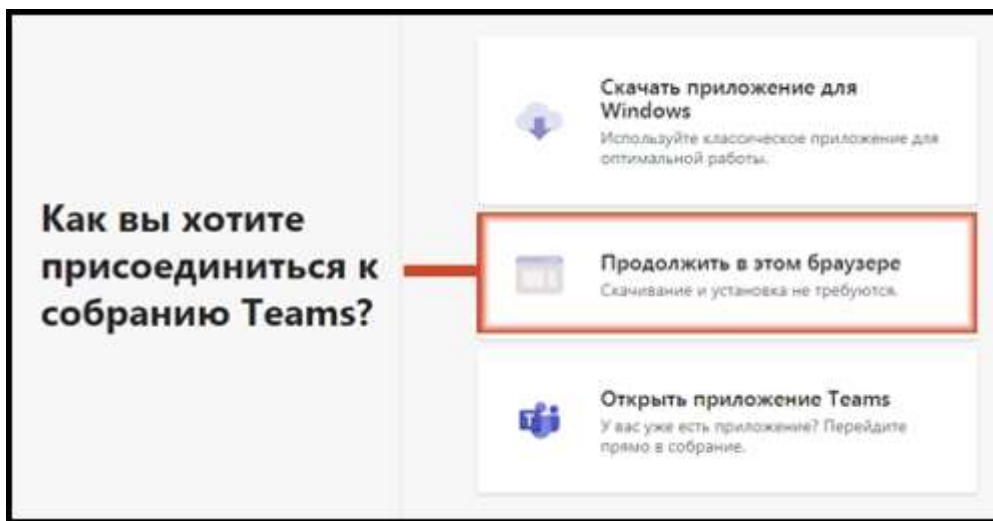 Как вы хотите
присоединиться к
собранию Teams?
Скачать приложение для
Windows
Используйте классическое приложение для
оптимальной работы.
Продолжить в этом браузере
Скачивание и установка не требуются.
Открыть приложение Teams
У вас уже есть приложение? Перейдите
прямо в собрание.